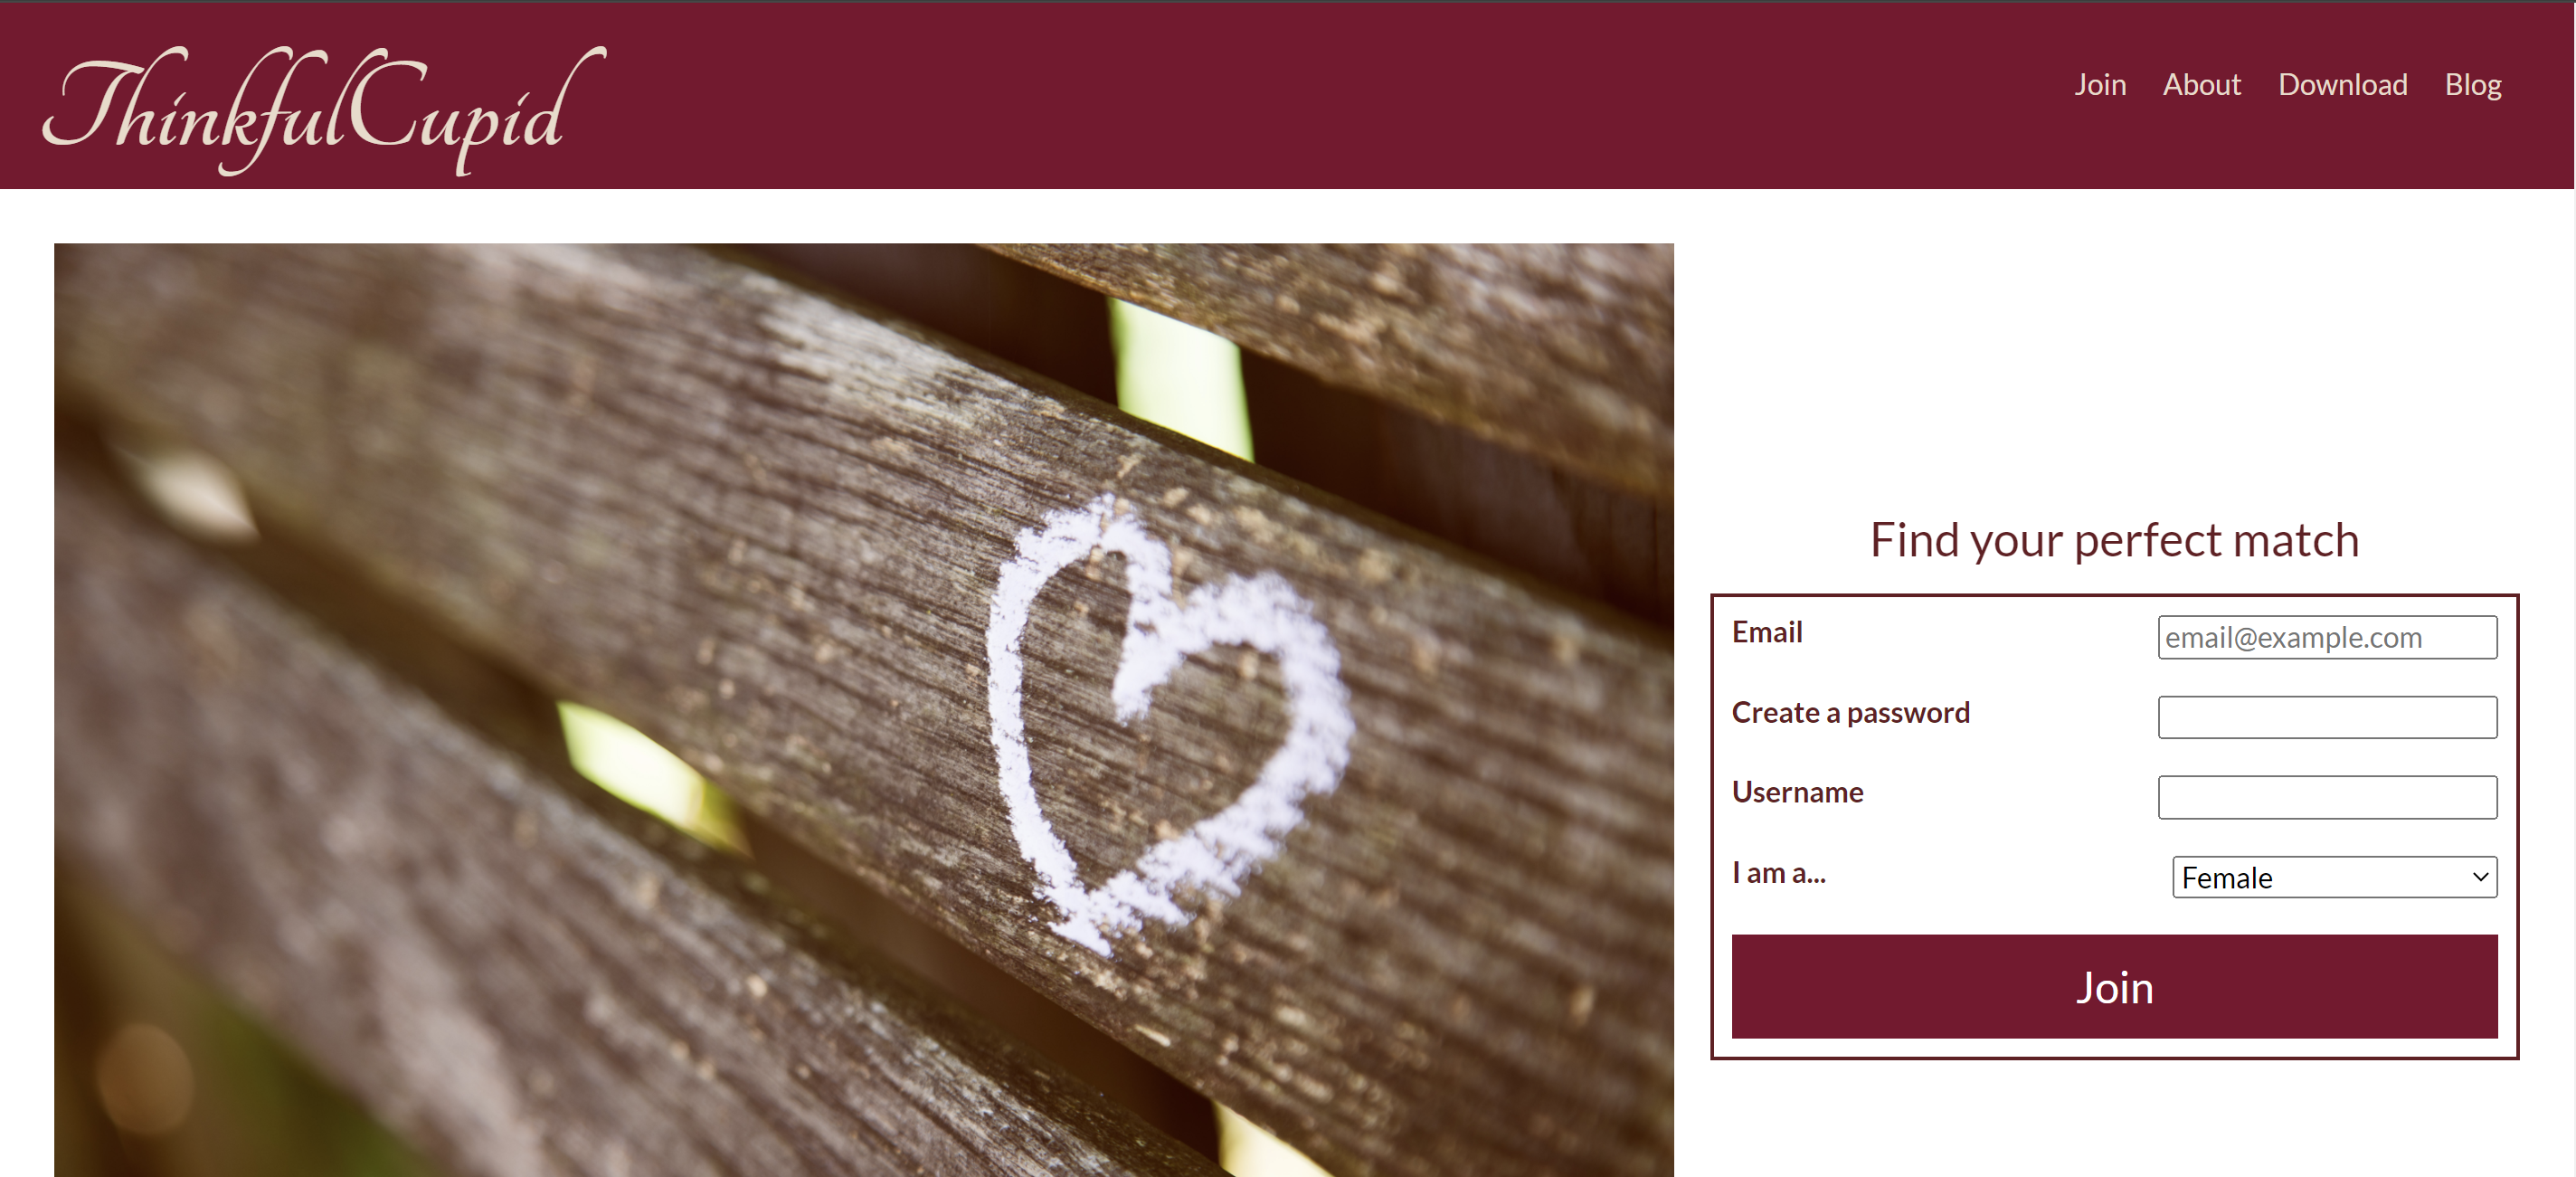 ThinkfulCupid
Join About Download Blog
Find your perfect match
Email email@example.com
Create a password
Username
I am a... Female
Join